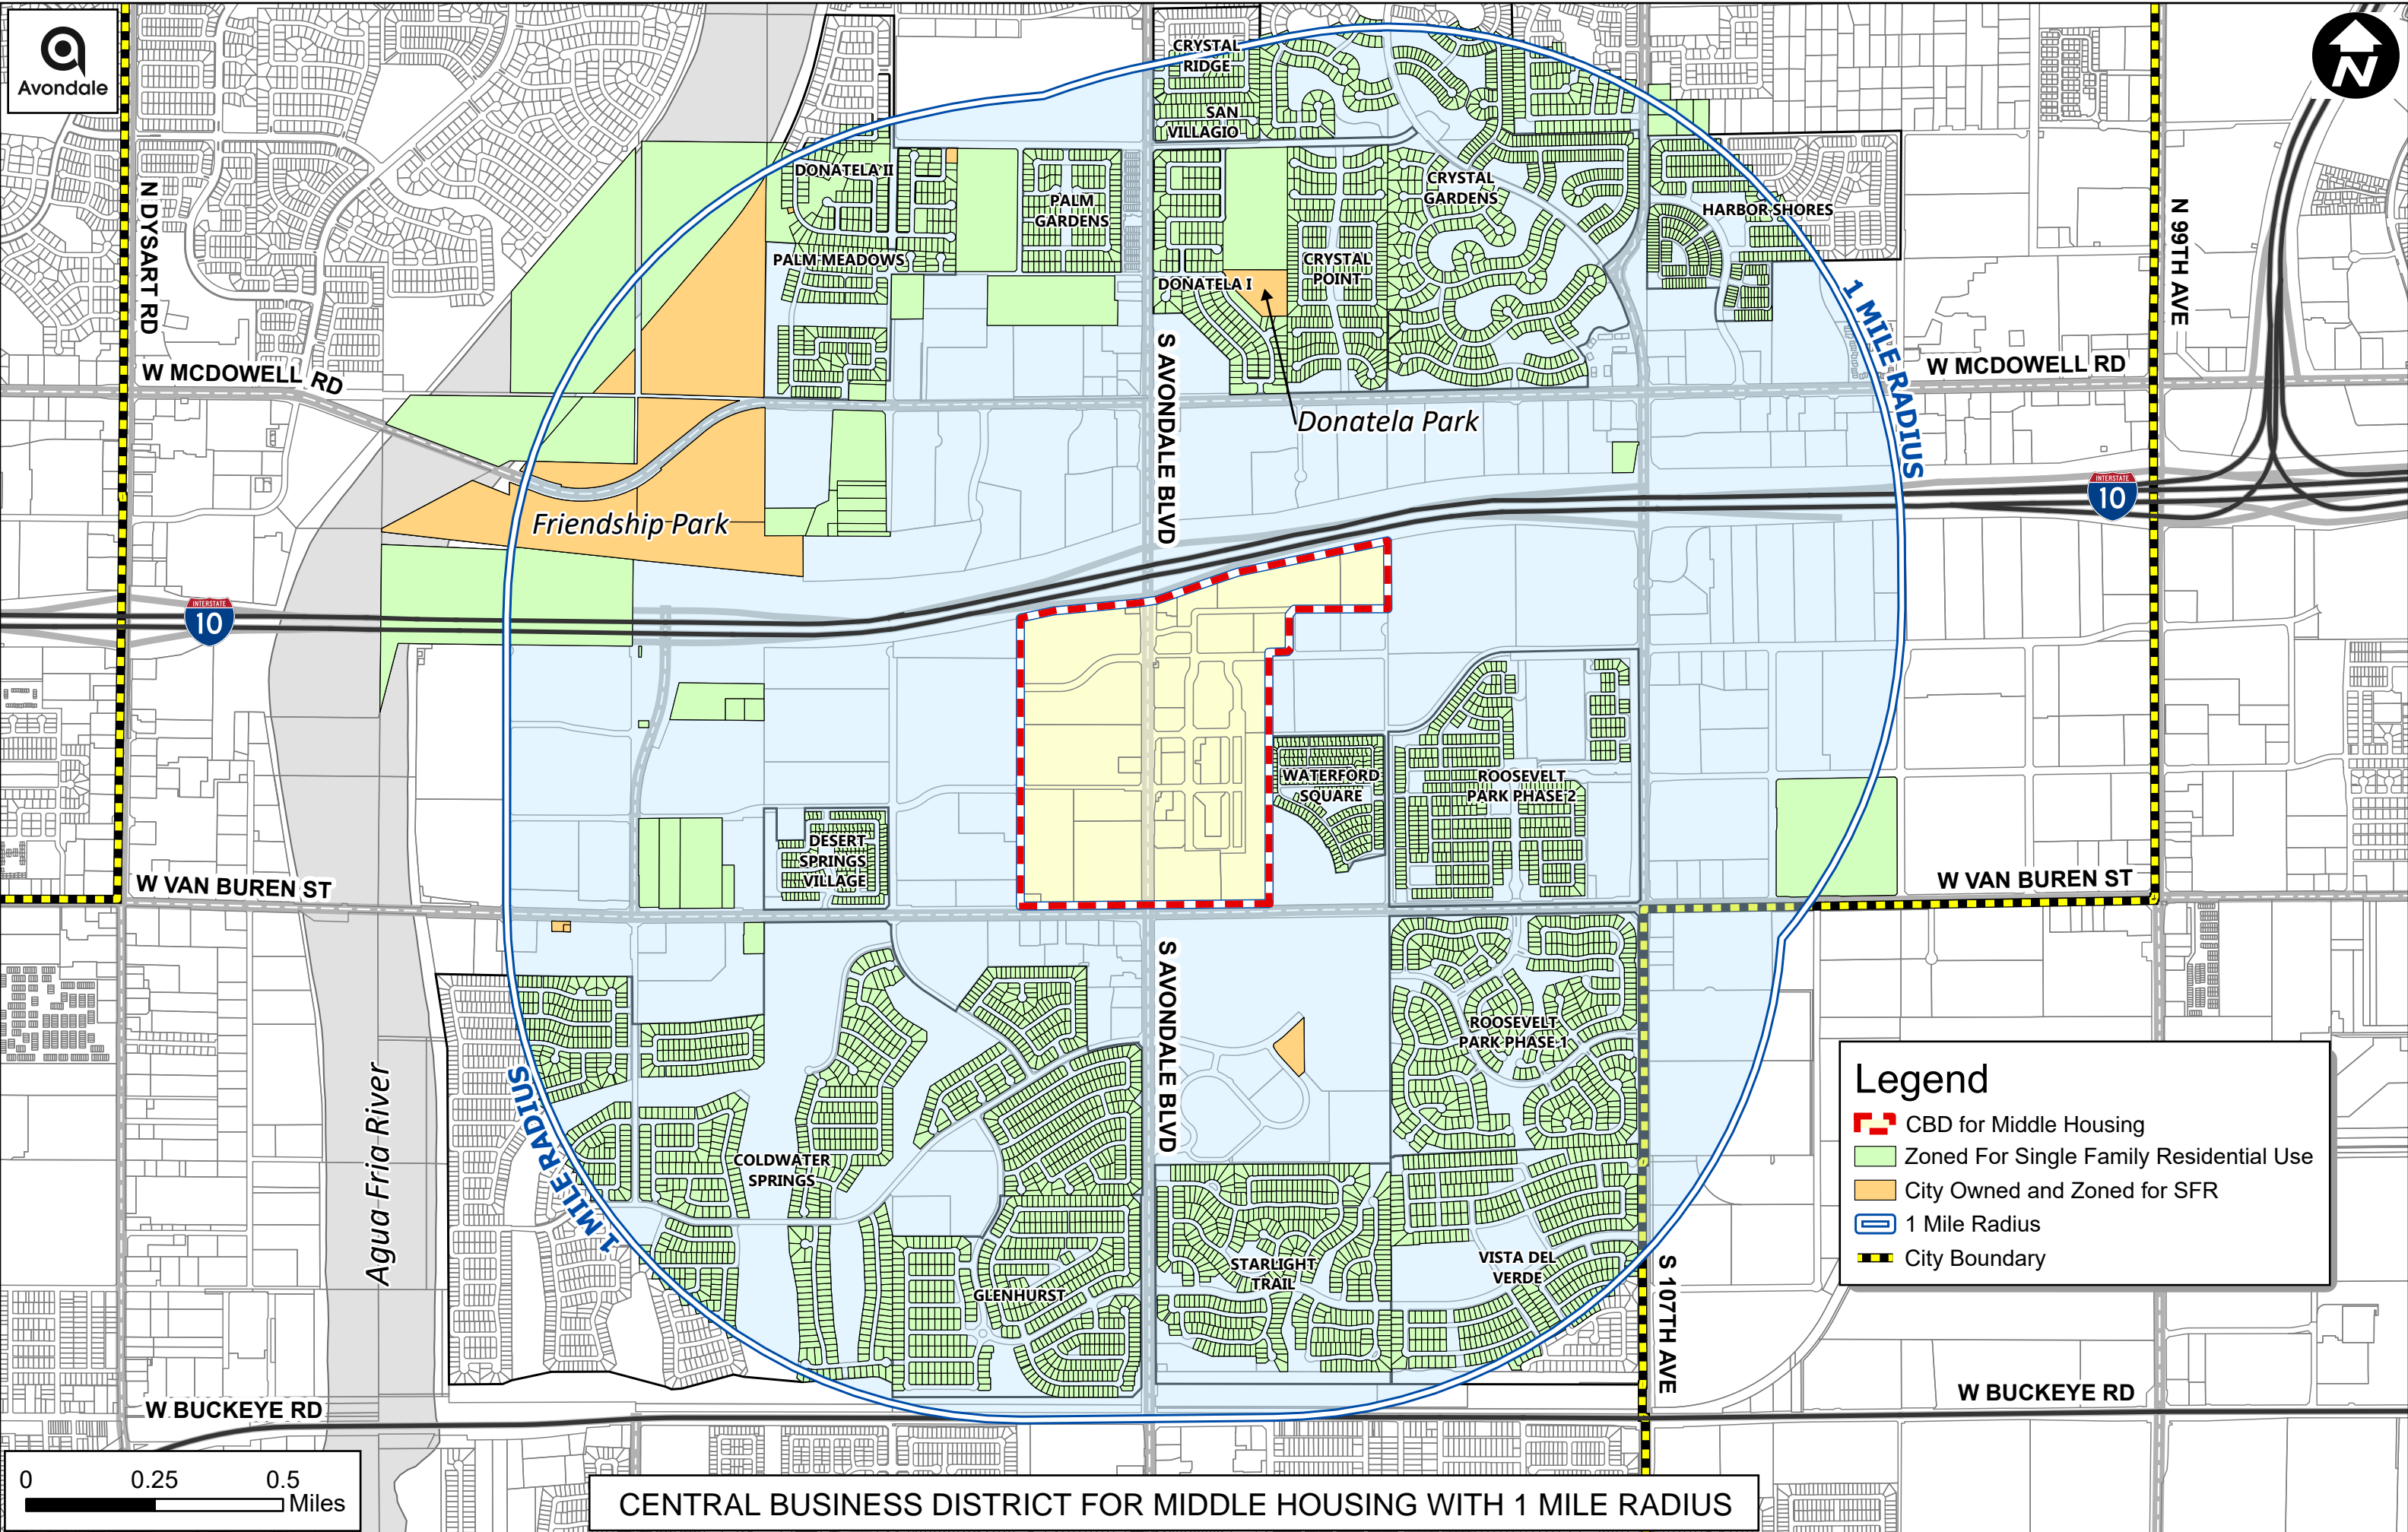 Avondale
N
CRYSTAL
RIDGE
SAN
VILLAGIO
DONATELA II
PALM
GARDENS
CRYSTAL
GARDENS
HARBOR SHORES
N DYSART RD
N 99TH AVE
PALM MEADOWS
DONATELA I
CRYSTAL
POINT
1 MILE RADIUS
W MCDOWELL RD
S AVONDALE BLVD
W MCDOWELL RD
Donatela Park
Friendship Park
INTERSTATE
10
INTERSTATE
10
WATERFORD
SQUARE
ROOSEVELT
PARK PHASE 2
DESERT
SPRINGS
VILLAGE
W VAN BUREN ST
W VAN BUREN ST
S AVONDALE BLVD
ROOSEVELT
PARK PHASE 1
Agua Fria River
1 MILE RADIUS
COLDWATER
SPRINGS
GLENHURST
STARLIGHT
TRAIL
VISTA DEL
VERDE
S 107TH AVE
Legend
CBD for Middle Housing
Zoned For Single Family Residential Use
City Owned and Zoned for SFR
1 Mile Radius
City Boundary
W BUCKEYE RD
W BUCKEYE RD
0 0.25 0.5
Miles
CENTRAL BUSINESS DISTRICT FOR MIDDLE HOUSING WITH 1 MILE RADIUS